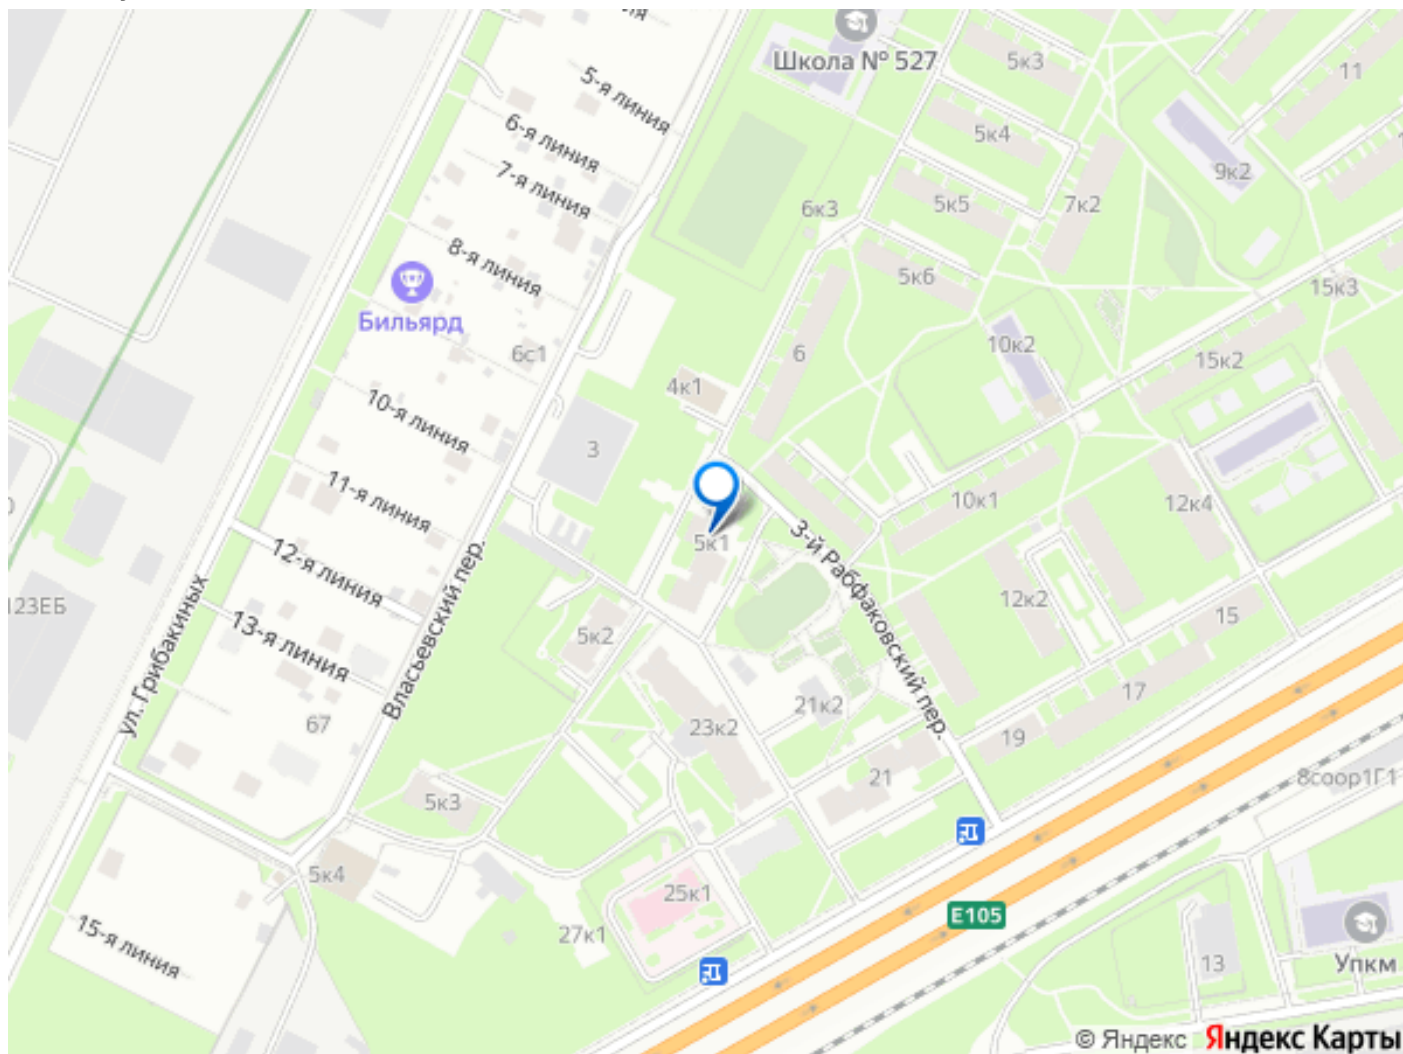 Школа № 527
5к3
11
5-я линия
5к4
6-я линия
9к2
7-я линия
6к3
5к5
7к2
8-я линия
5к6
15к3
Бильярд
6с1
6
10к2
15к2
4к1
10-я линия
3
11-я линия
10к1
12к4
3-й Рабфаковский пер.
5к1
12-я линия
Власьевский пер.
ул. Грибакиных
123ЕБ
12к2
15
13-я линия
5к2
17
67
23к2
21к2
19
21
8соор1Г1
5к3
5к4
25к1
Е105
27к1
15-я линия
13
Упкм
© Яндекс Яндекс Карты